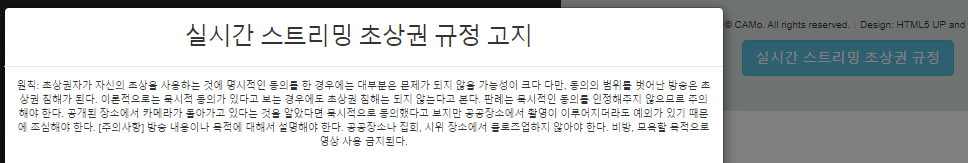 실시간 스트리밍 초상권 규정 고지
원칙: 초상권자가 자신의 초상을 사용하는 것에 명시적인 동의를 한 경우에는 대부분은 문제가 되지 않을 가능성이 크다 다만, 동의의 범위를 벗어난 방송은 초
상권 침해가 된다. 이론적으로는 묵시적 동의가 있다고 보는 경우에도 초상권 침해는 되지 않는다고 본다. 판례는 묵시적인 동의를 인정해주지 않으므로 주의
해야 한다. 공개된 장소에서 카메라가 돌아가고 있다는 것을 알았다면 묵시적으로 동의했다고 보지만 공공장소에서 촬영이 이루어지더라도 예외가 있기 때문
에 조심해야 한다. [주의사항] 방송 내용이나 목적에 대해서 설명해야 한다. 공공장소나 집회, 시위 장소에서 클로즈업하지 않아야 한다. 비방, 모욕할 목적으로
영상 사용 금지된다.
© CAMo. All rights reserved. Design: HTML5 UP and
실시간 스트리밍 초상권 규정